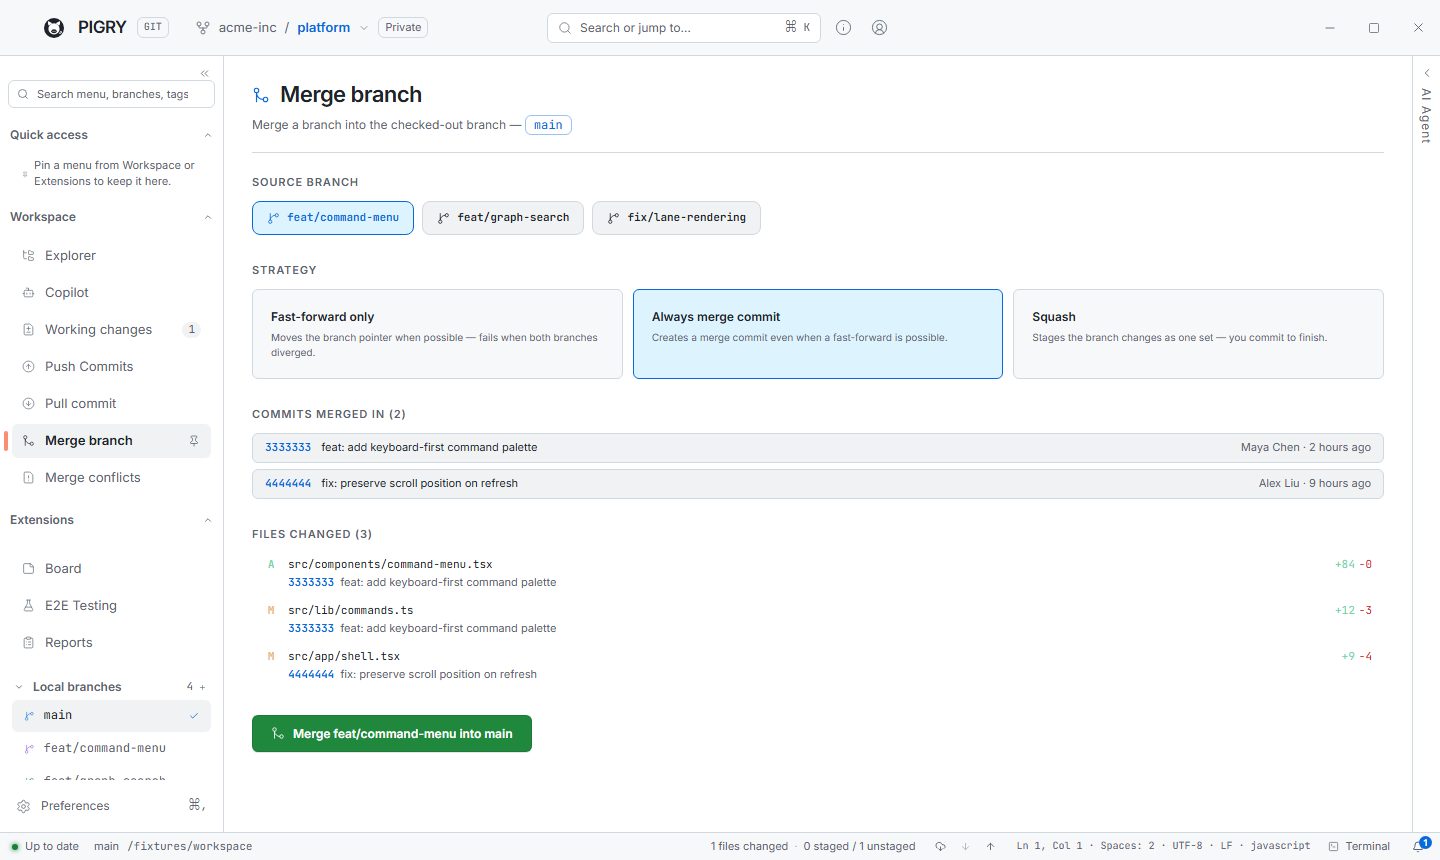 PIGRY GIT acme-inc / platform Private Search or jump to... ⌘ K
Search menu, branches, tags
Quick access
Pin a menu from Workspace or
Extensions to keep it here.
Workspace
Explorer
Copilot
Working changes 1
Push Commits
Pull commit
Merge branch
Merge conflicts
Extensions
Board
E2E Testing
Reports
Local branches 4 +
main
feat/command-menu
feat/graph-search
Preferences ⌘,
Merge branch
Merge a branch into the checked-out branch — main
SOURCE BRANCH
feat/command-menu feat/graph-search fix/lane-rendering
STRATEGY
Fast-forward only
Moves the branch pointer when possible — fails when both branches
diverged.
Always merge commit
Creates a merge commit even when a fast-forward is possible.
Squash
Stages the branch changes as one set — you commit to finish.
COMMITS MERGED IN (2)
3333333 feat: add keyboard-first command palette Maya Chen · 2 hours ago
4444444 fix: preserve scroll position on refresh Alex Liu · 9 hours ago
FILES CHANGED (3)
A src/components/command-menu.tsx +84 -0
3333333 feat: add keyboard-first command palette
M src/lib/commands.ts +12 -3
3333333 feat: add keyboard-first command palette
M src/app/shell.tsx +9 -4
4444444 fix: preserve scroll position on refresh
Merge feat/command-menu into main
AI Agent
Up to date main /fixtures/workspace 1 files changed · 0 staged / 1 unstaged Ln 1, Col 1 · Spaces: 2 · UTF-8 · LF · javascript Terminal 1